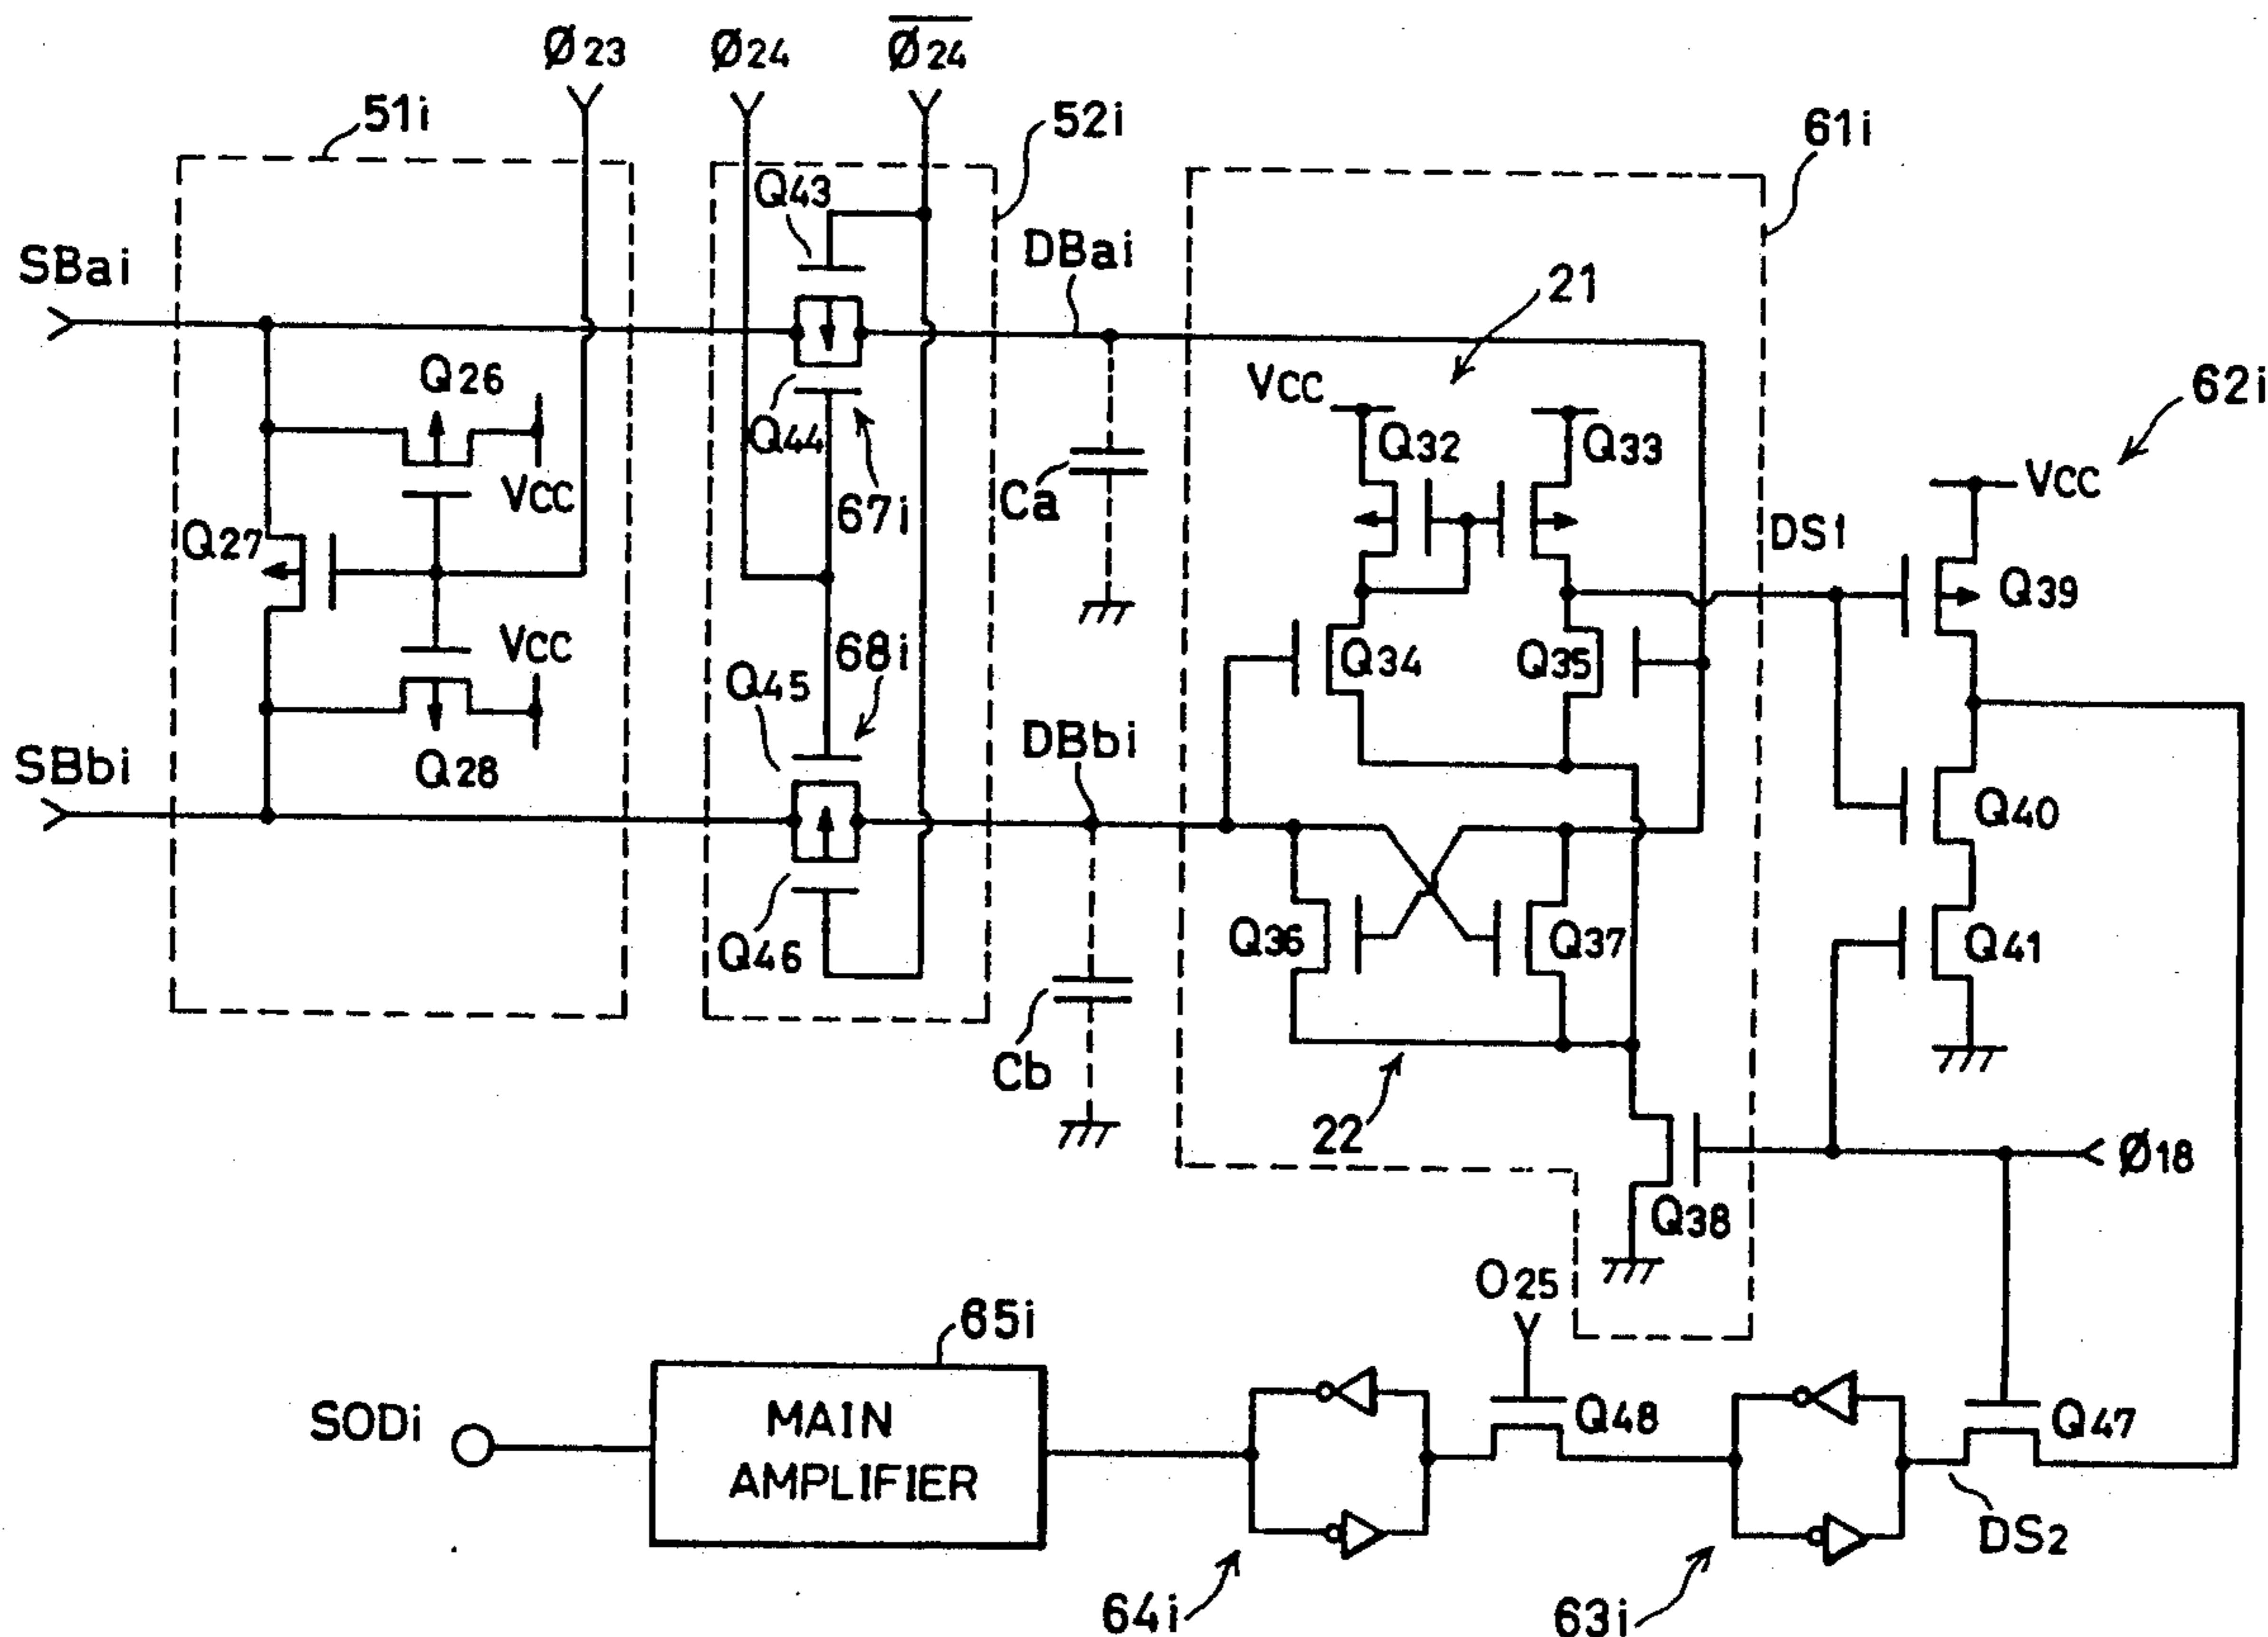 Ø23
Ø24
Ø24
51i
52i
61i
Q43
SBai
DBai
21
Q26
VCC
62i
Q44
Q32
Q33
VCC
67i
Ca
VCC
Q27
DS1
Q39
VCC
68i
Q34
Q35
Q45
SBbi
DBbi
Q28
Q40
Q46
Q36
Q37
Q41
Cb
22
Ø18
Q38
O25
65i
SODi
MAIN
AMPLIFIER
Q48
Q47
DS2
64i
63i